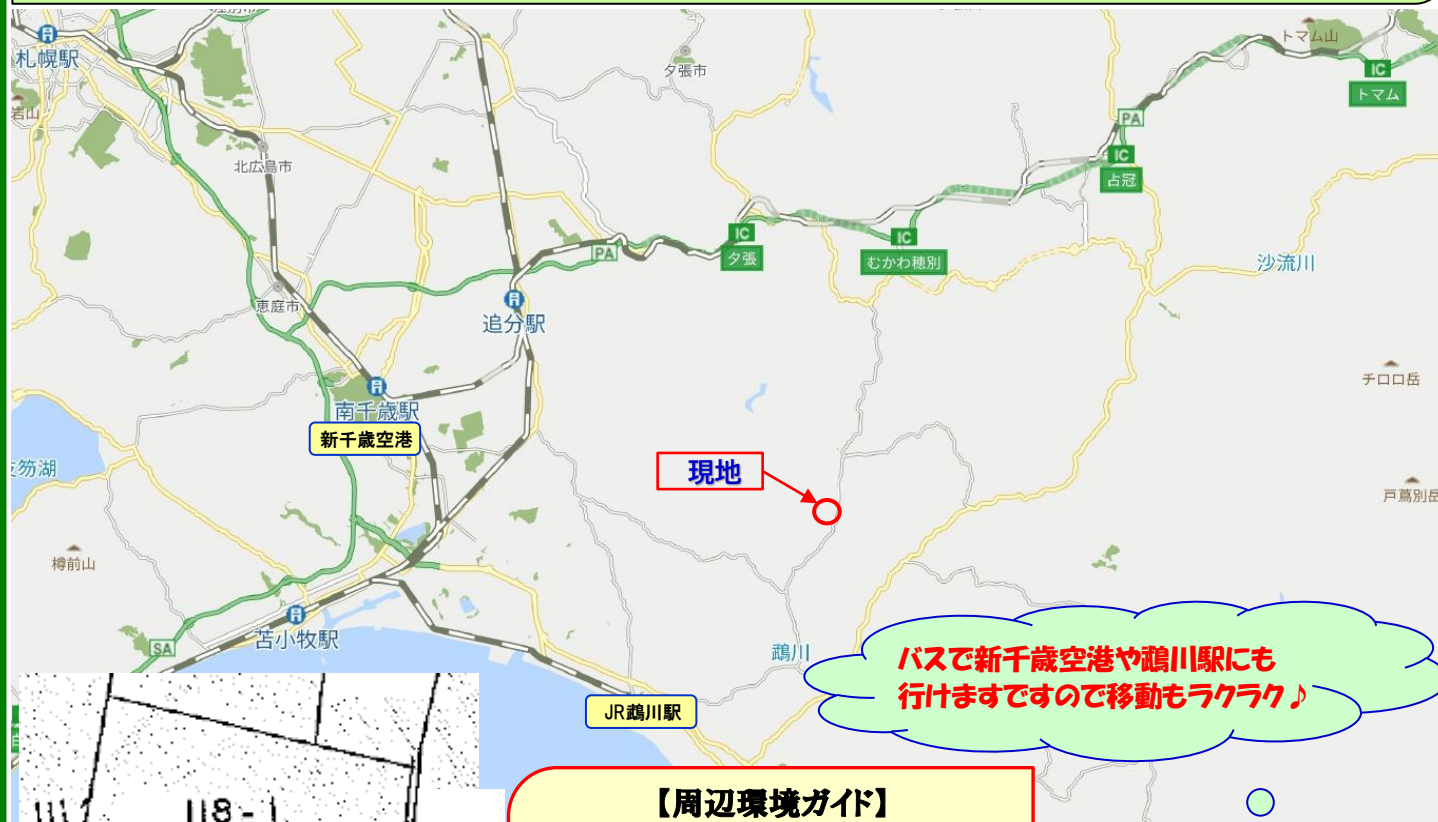 札幌駅
夕張市
トマム山
IC
トマム
PA
IC
占冠
北広島市
IC
夕張
PA
IC
むかわ穂別
沙流川
恵庭市
追分駅
チロロ岳
南千歳駅
新千歳空港
現地
戸蔦別岳
笏湖
樽前山
SA
苫小牧駅
鵡川
バスで新千歳空港や鵡川駅にも
行けますですので移動もラクラク♪
JR鵡川駅
118-1
【周辺環境ガイド】